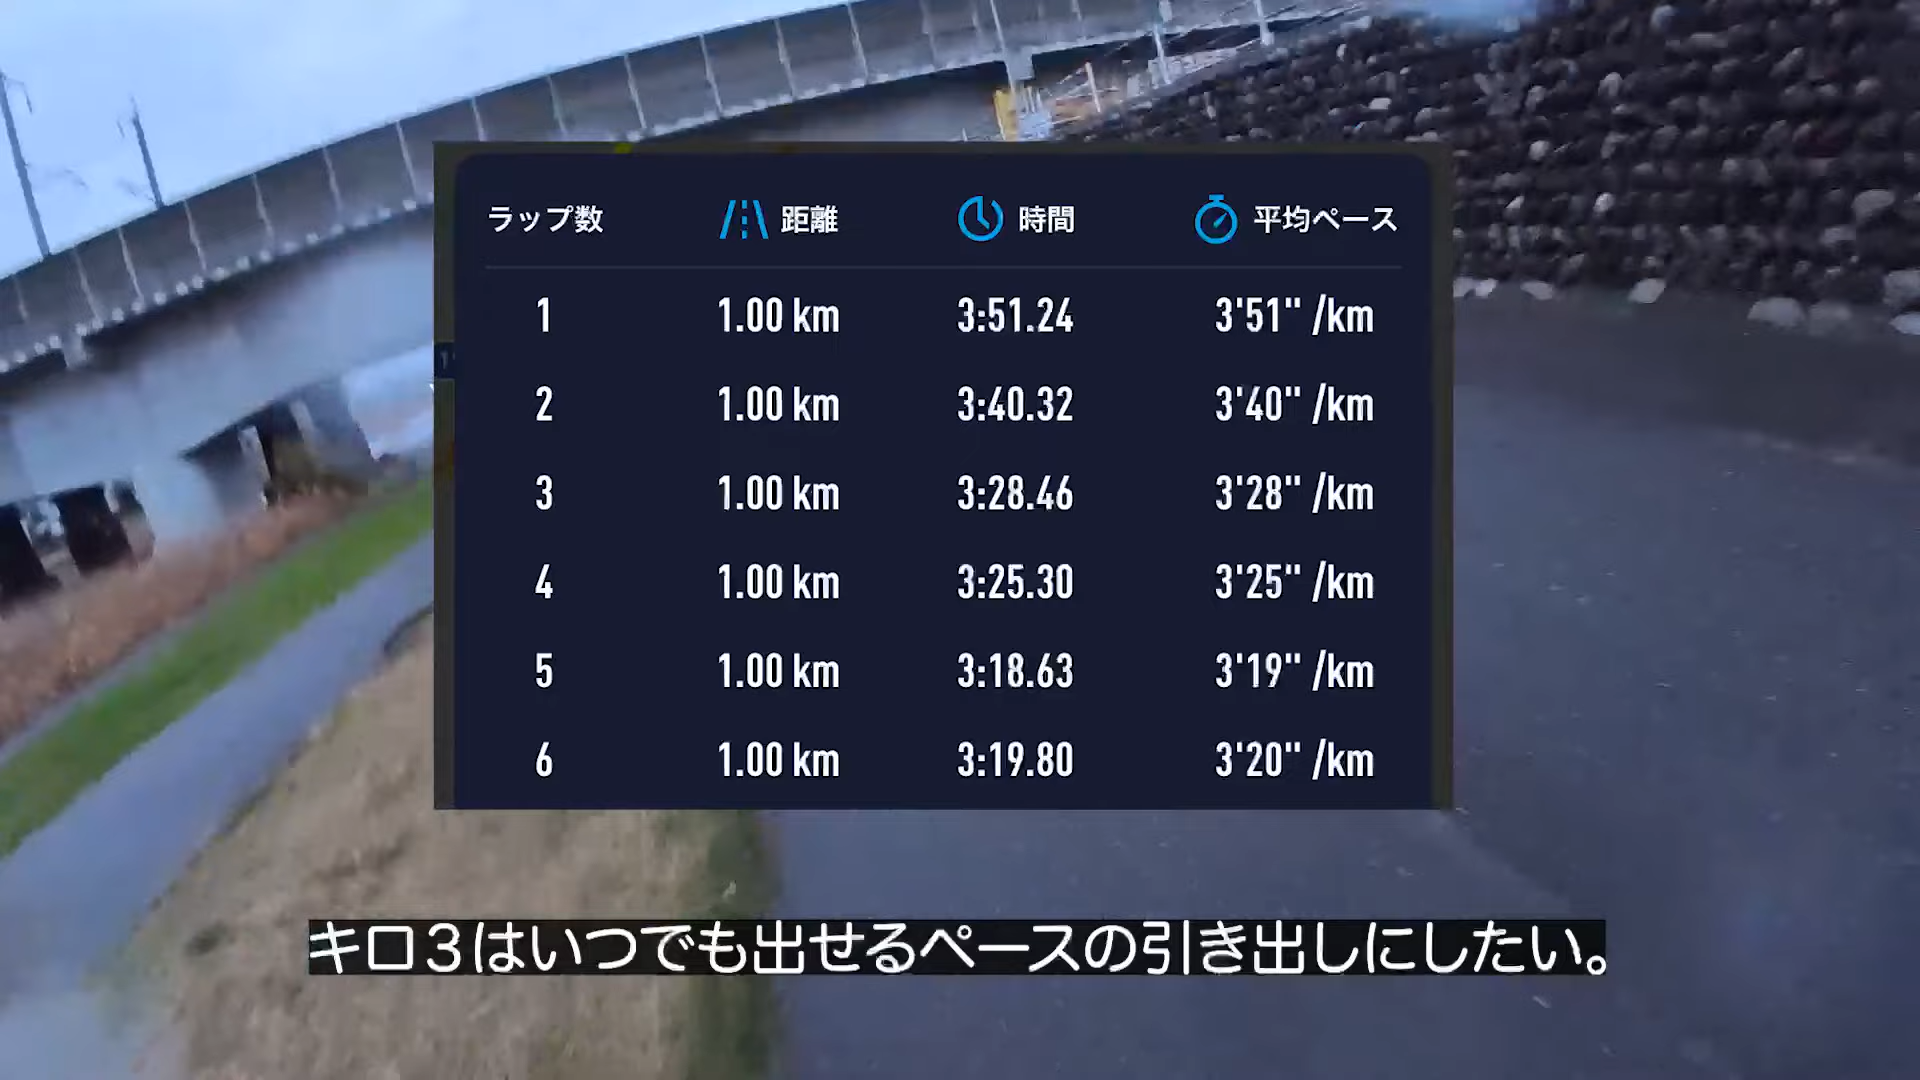 ラップ数 距離 時間 平均ペース
1 1.00 km 3:51.24 3'51" /km
2 1.00 km 3:40.32 3'40" /km
3 1.00 km 3:28.46 3'28" /km
4 1.00 km 3:25.30 3'25" /km
5 1.00 km 3:18.63 3'19" /km
6 1.00 km 3:19.80 3'20" /km
キロ３はいつでも出せるペースの引き出しにしたい。